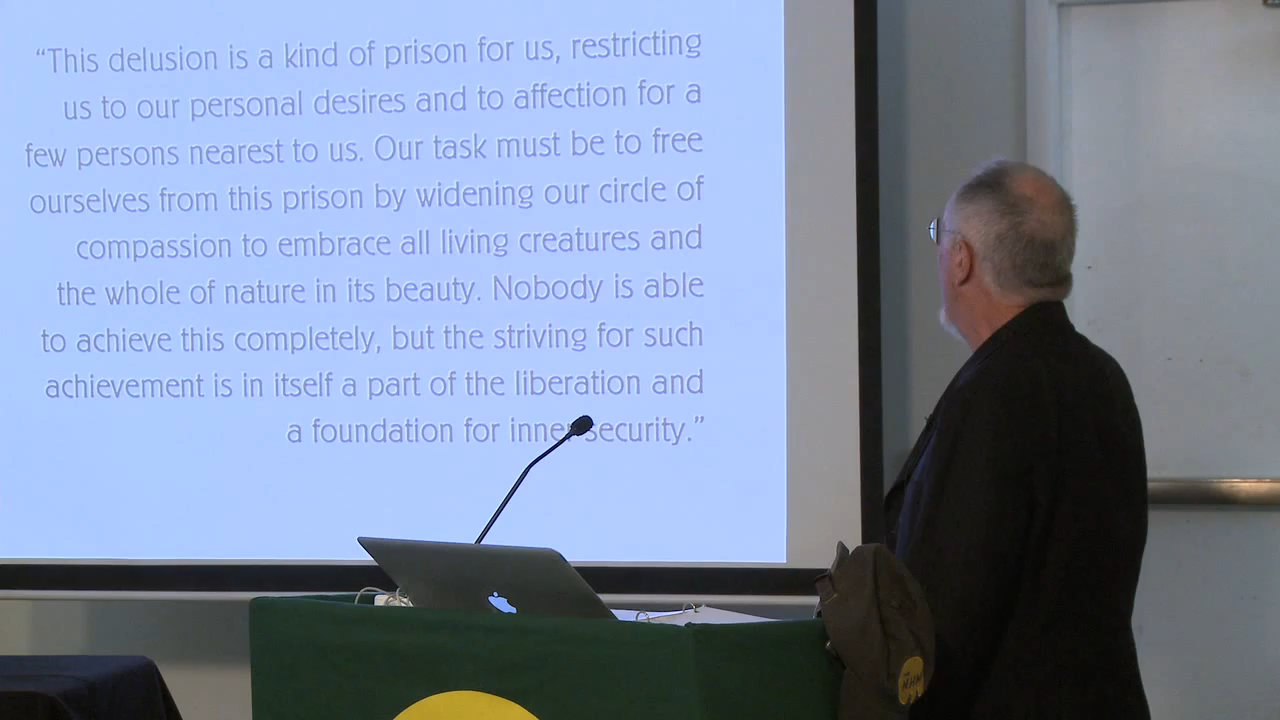 “This delusion is a kind of prison for us, restricting
us to our personal desires and to affection for a
few persons nearest to us. Our task must be to free
ourselves from this prison by widening our circle of
compassion to embrace all living creatures and
the whole of nature in its beauty. Nobody is able
to achieve this completely, but the striving for such
achievement is in itself a part of the liberation and
a foundation for inner security.”